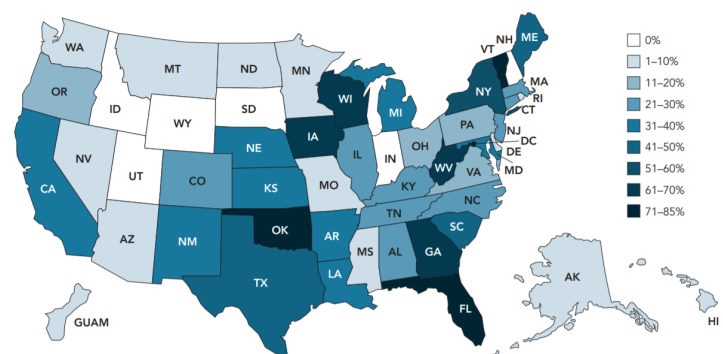 WA
MT
ND
MN
OR
ID
WY
SD
WI
MI
NV
UT
CO
NE
IA
IL
IN
OH
PA
NY
VT
NH
ME
MA
RI
CT
NJ
DC
DE
MD
CA
AZ
NM
KS
MO
KY
WV
VA
NC
TN
OK
AR
SC
TX
LA
MS
AL
GA
FL
AK
HI
GUAM
0%
1–10%
11–20%
21–30%
31–40%
41–50%
51–60%
61–70%
71–85%